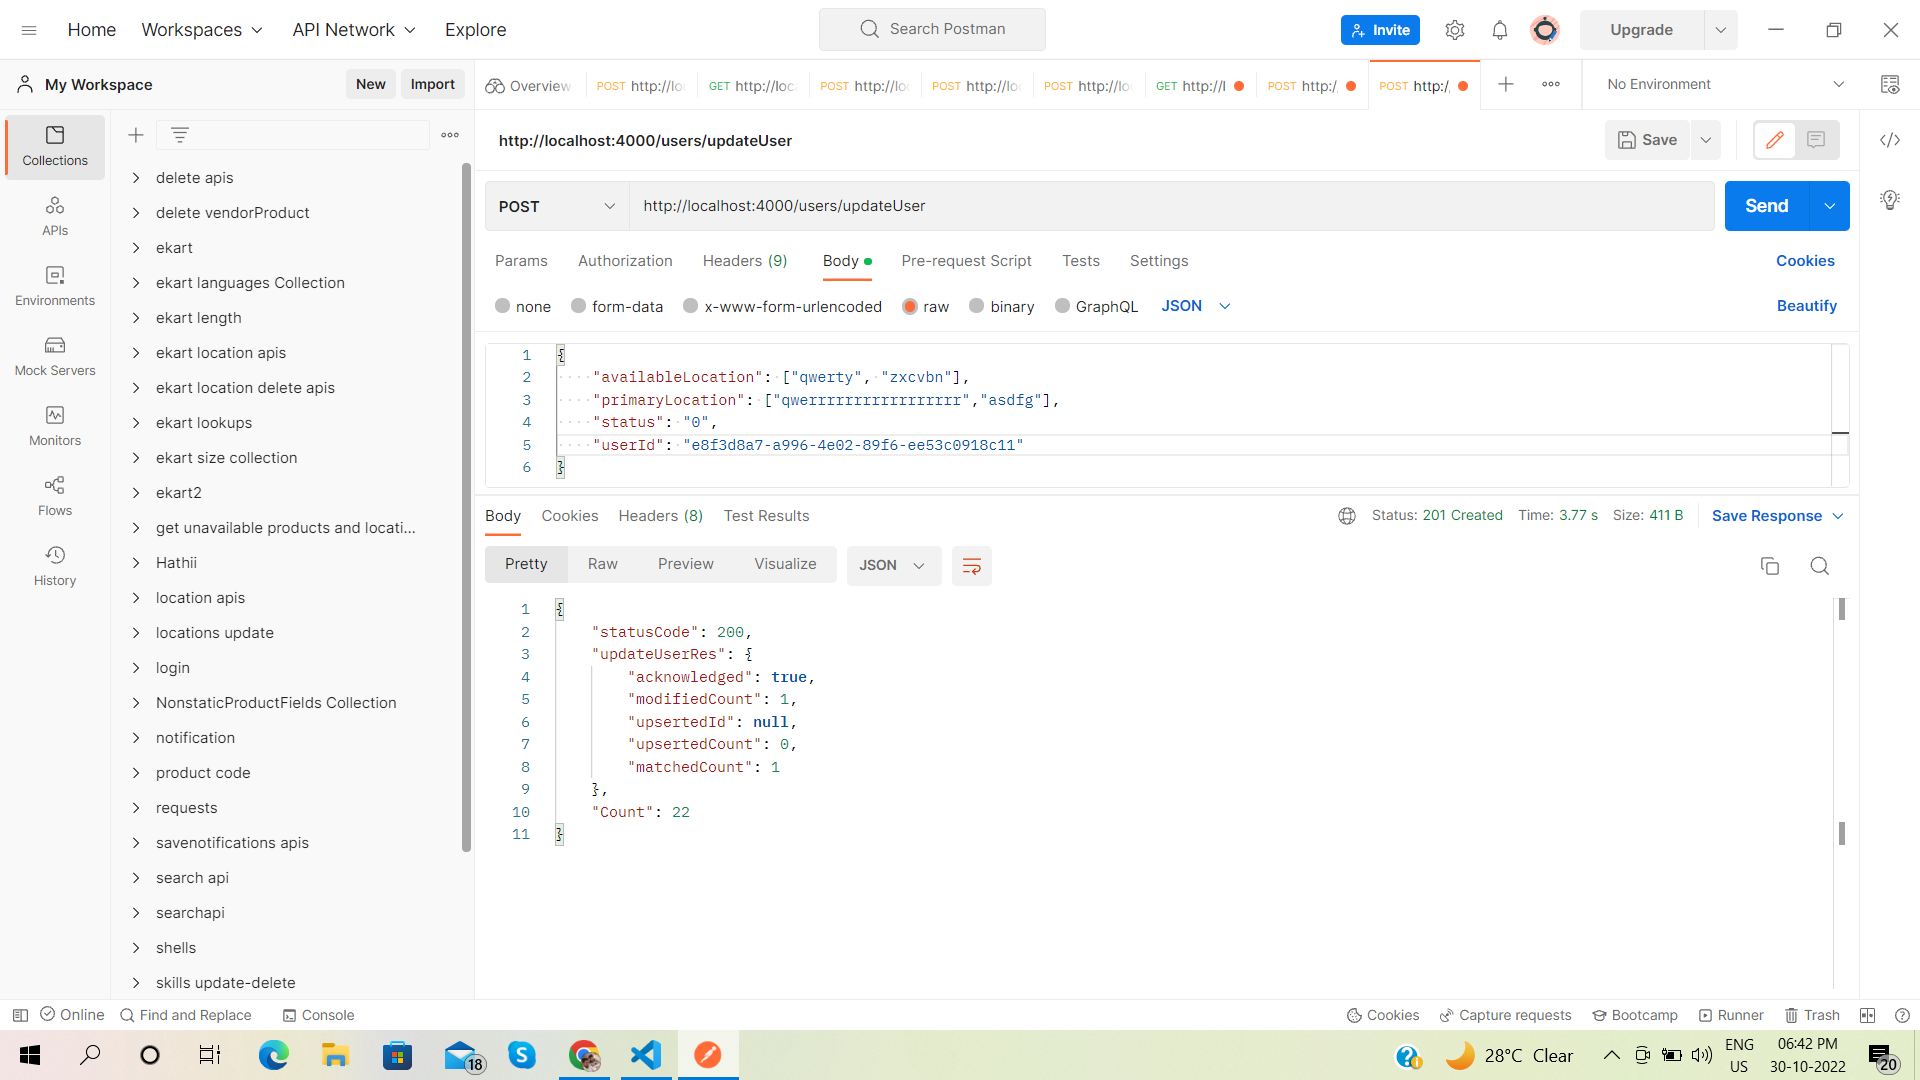 Home Workspaces API Network Explore Search Postman Invite Upgrade
My Workspace New Import Overview POST http://lo GET http://loc POST http://lo POST http://lo POST http://lo GET http://l POST http:/ POST http:/ No Environment
Collections
APIs
Environments
Mock Servers
Monitors
Flows
History
delete apis
delete vendorProduct
ekart
ekart languages Collection
ekart length
ekart location apis
ekart location delete apis
ekart lookups
ekart size collection
ekart2
get unavailable products and locati...
Hathii
location apis
locations update
login
NonstaticProductFields Collection
notification
product code
requests
savenotifications apis
search api
searchapi
shells
skills update-delete
http://localhost:4000/users/updateUser Save
POST http://localhost:4000/users/updateUser Send
Params Authorization Headers (9) Body Pre-request Script Tests Settings Cookies
none form-data x-www-form-urlencoded raw binary GraphQL JSON Beautify
1 {
2 "availableLocation": ["qwerty", "zxcvbn"],
3 "primaryLocation": ["qwerrrrrrrrrrrrrrrrr","asdfg"],
4 "status": "0",
5 "userId": "e8f3d8a7-a996-4e02-89f6-ee53c0918c11"
6 }
Body Cookies Headers (8) Test Results Status: 201 Created Time: 3.77 s Size: 411 B Save Response
Pretty Raw Preview Visualize JSON
1 {
2 "statusCode": 200,
3 "updateUserRes": {
4 "acknowledged": true,
5 "modifiedCount": 1,
6 "upsertedId": null,
7 "upsertedCount": 0,
8 "matchedCount": 1
9 },
10 "Count": 22
11 }
Online Find and Replace Console Cookies Capture requests Bootcamp Runner Trash
18 28°C Clear ENG US 06:42 PM 30-10-2022 20